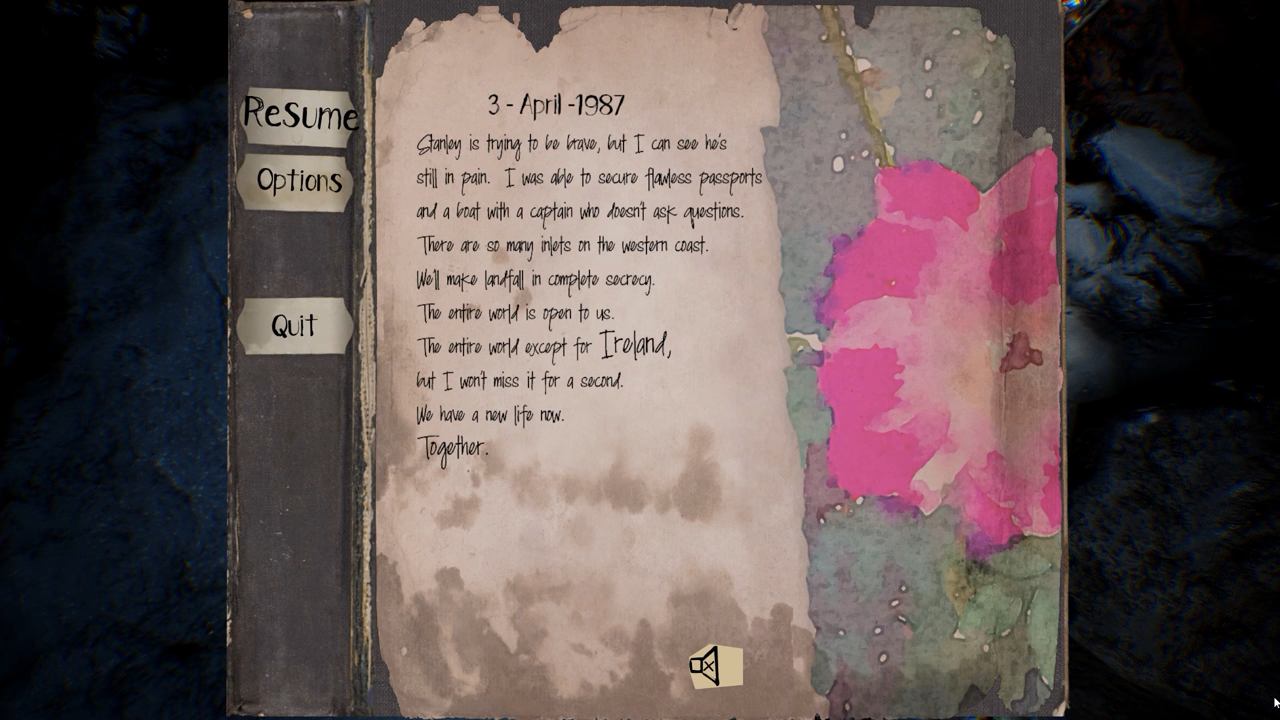 Resume
Options
Quit
3 - April -1987
Stanley is trying to be brave, but I can see he's
still in pain. I was able to secure flawless passports
and a boat with a captain who doesn't ask questions.
There are so many inlets on the western coast.
We'll make landfall in complete secrecy.
The entire world is open to us.
The entire world except for Ireland,
but I won't miss it for a second.
We have a new life now.
Together.